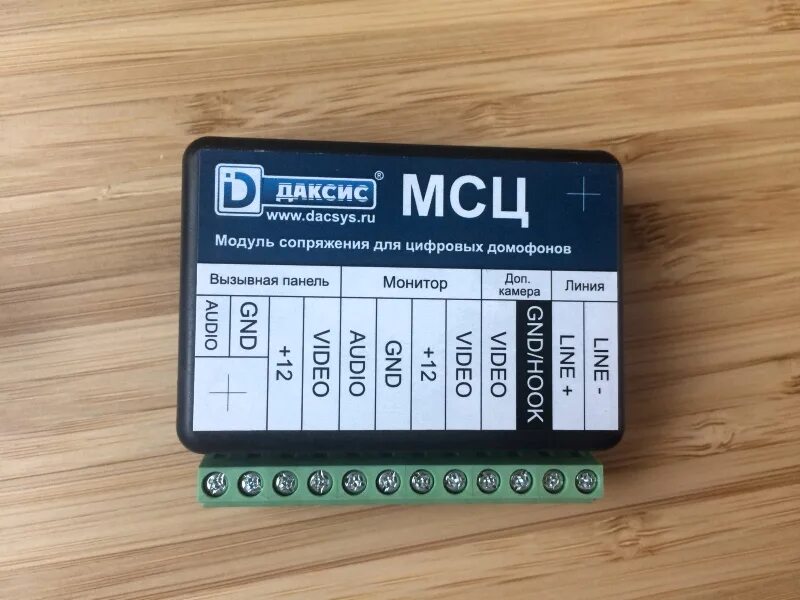 ДАКСИС ® МСЦ
www.dacsys.ru
Модуль сопряжения для цифровых домофонов
Вызывная панель Монитор Доп. камера Линия
AUDIO
GND
+12
VIDEO
AUDIO
GND
+12
VIDEO
VIDEO
GND/HOOK
LINE +
LINE -